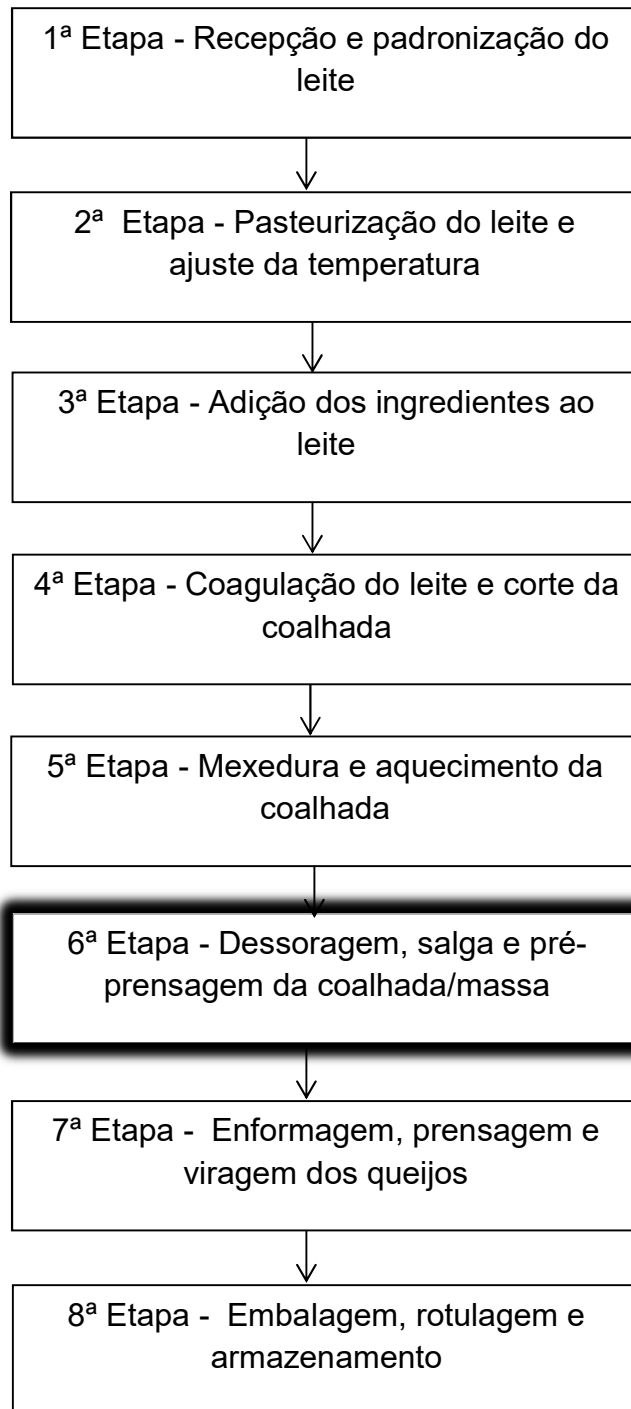 1ª Etapa - Recepção e padronização do
leite
2ª Etapa - Pasteurização do leite e
ajuste da temperatura
3ª Etapa - Adição dos ingredientes ao
leite
4ª Etapa - Coagulação do leite e corte da
coalhada
5ª Etapa - Mexedura e aquecimento da
coalhada
6ª Etapa - Dessoragem, salga e pré-
prensagem da coalhada/massa
7ª Etapa - Enformagem, prensagem e
viragem dos queijos
8ª Etapa - Embalagem, rotulagem e
armazenamento